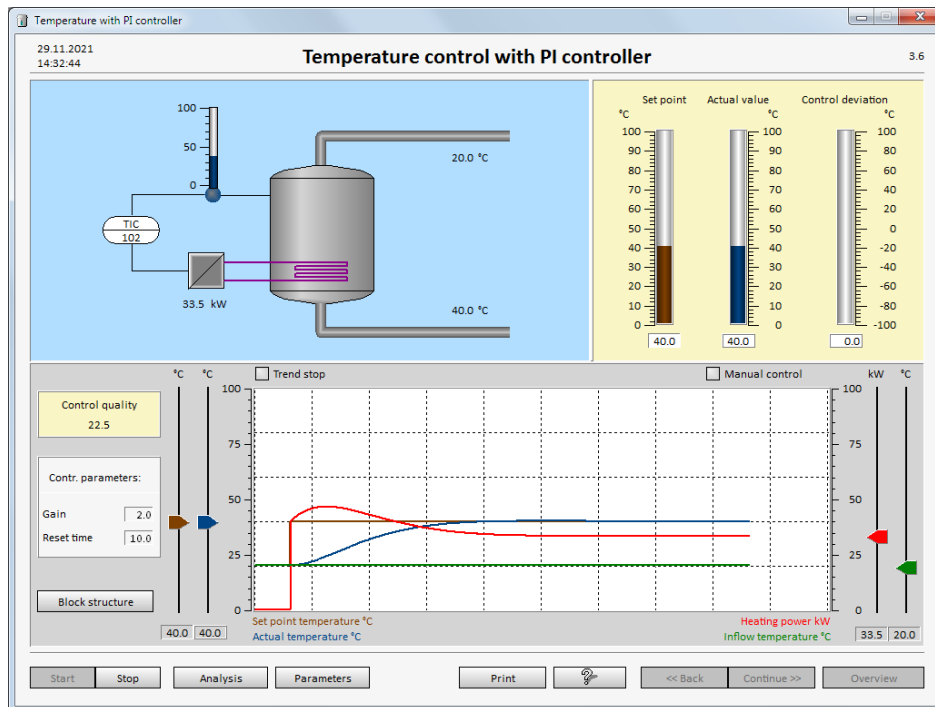 Temperature with PI controller
29.11.2021
14:32:44
Temperature control with PI controller
3.6
100
50
0
20.0 °C
TIC
102
33.5 kW
40.0 °C
Set point Actual value Control deviation
°C °C °C
100 100 100
90 90 80
80 80 60
70 70 40
60 60 20
50 50 0
40 40 -20
30 30 -40
20 20 -60
10 10 -80
0 0 -100
40.0 40.0 0.0
°C °C Trend stop Manual control kW °C
Control quality
22.5
Contr. parameters:
Gain 2.0
Reset time 10.0
Block structure
100 100
75 75
50 50
25 25
0 0
40.0 40.0
Set point temperature °C Heating power kW
Actual temperature °C Inflow temperature °C
33.5 20.0
Start Stop Analysis Parameters Print << Back Continue >> Overview